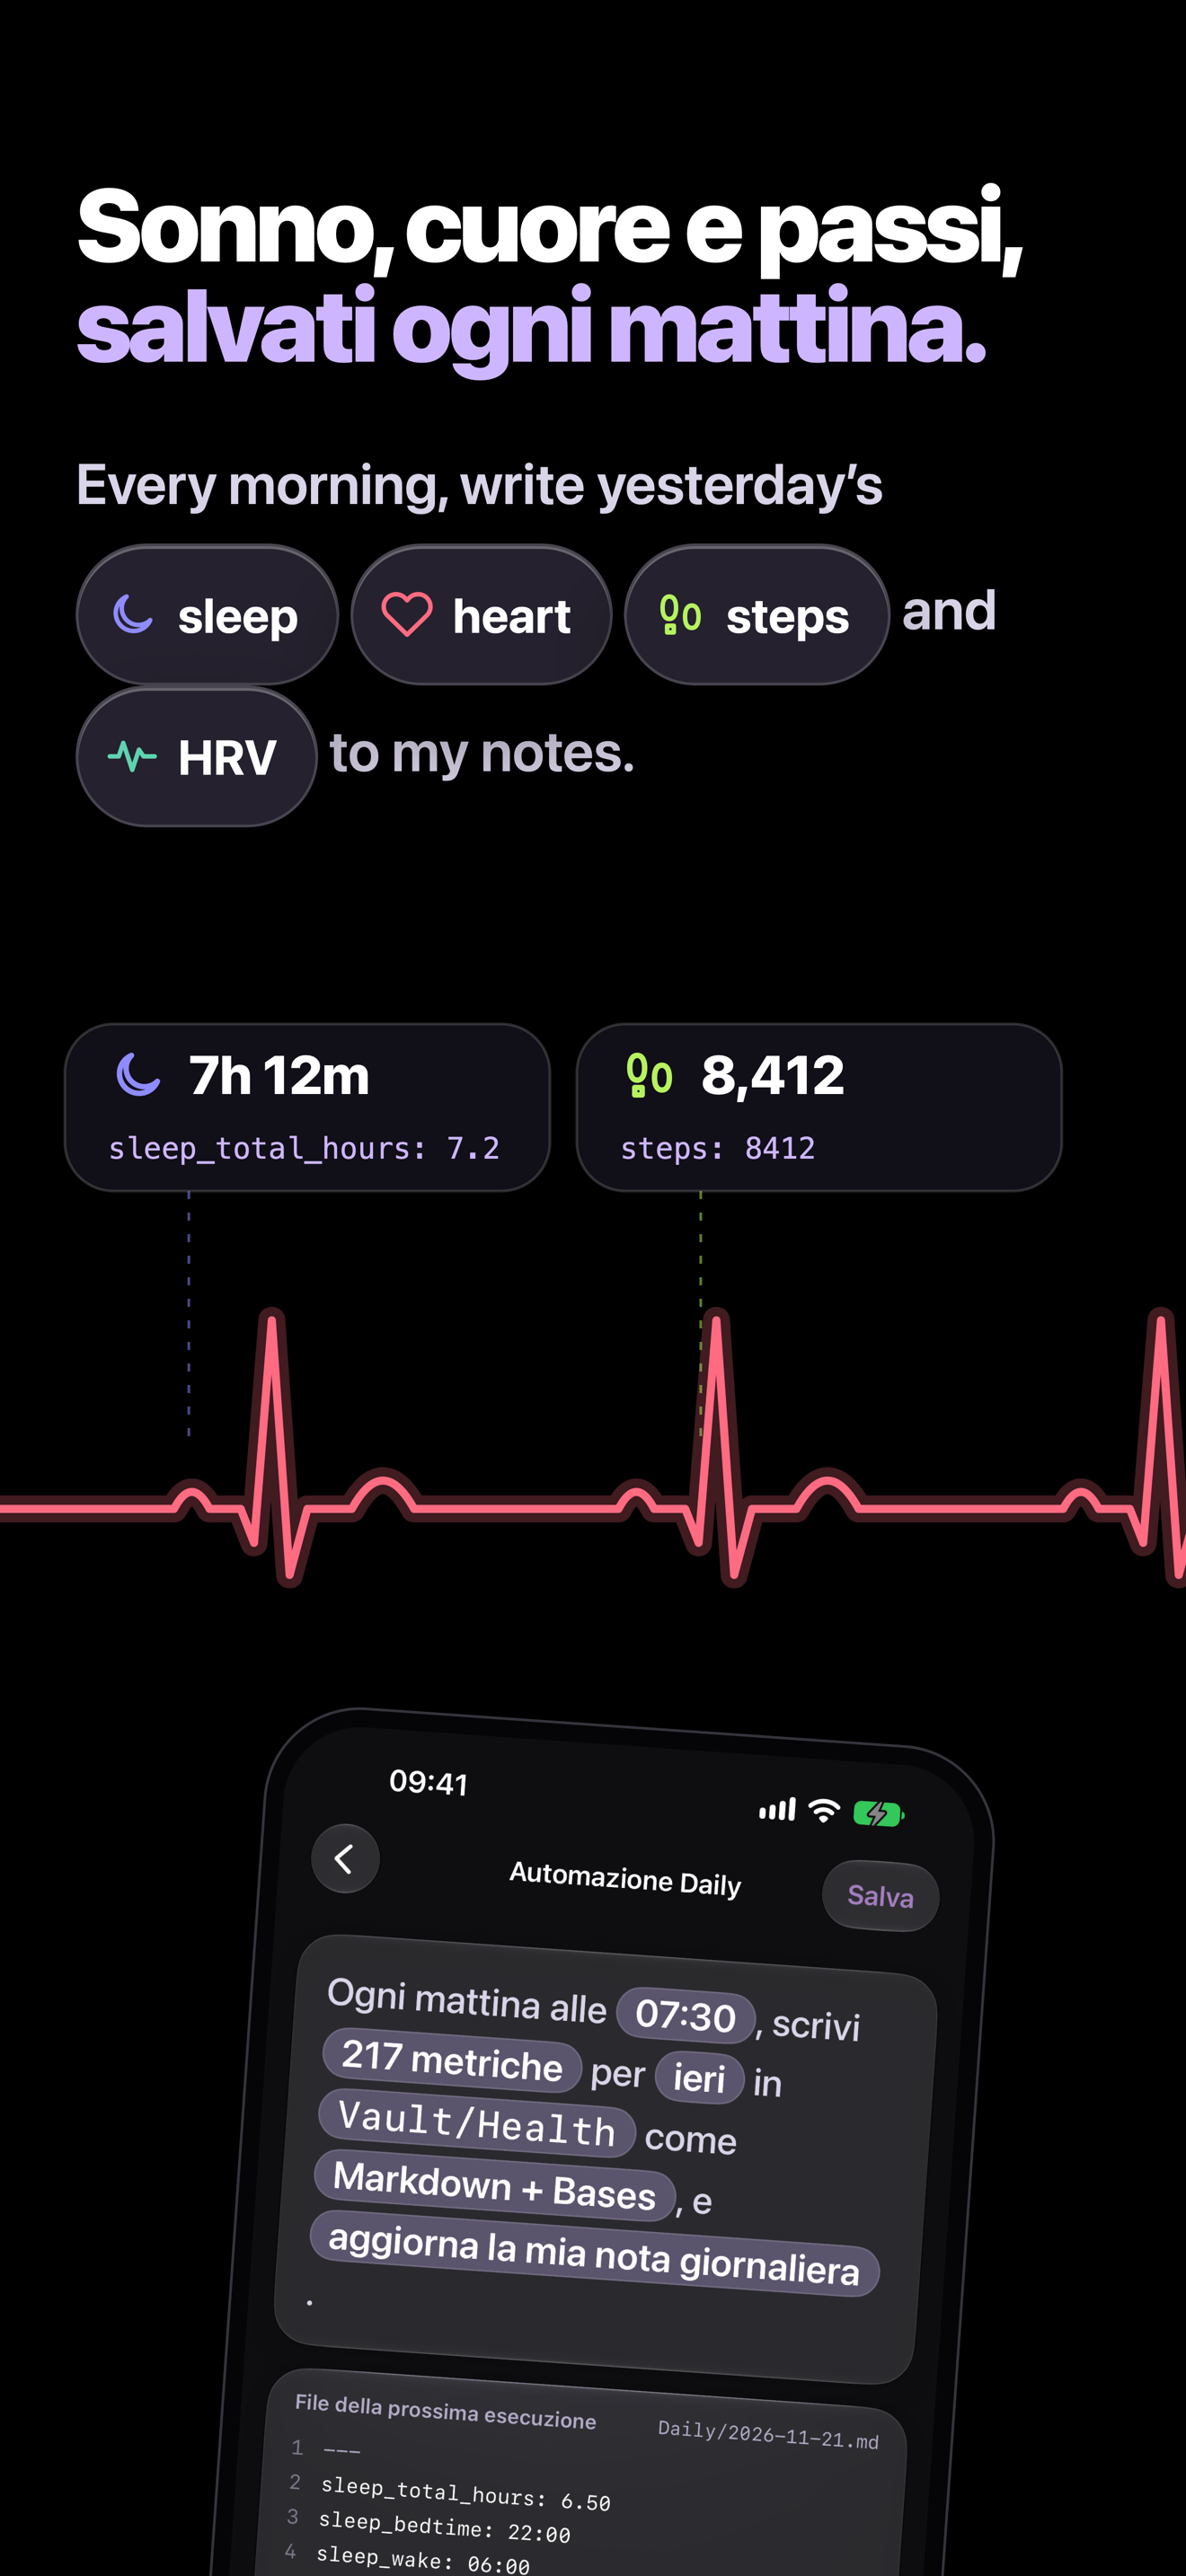 Sonno, cuore e passi,
salvati ogni mattina.
Every morning, write yesterday’s
sleep heart steps and
HRV to my notes.
7h 12m
sleep_total_hours: 7.2
8,412
steps: 8412
09:41
Automazione Daily
Salva
Ogni mattina alle 07:30, scrivi
217 metriche per ieri in
Vault/Health come
Markdown + Bases, e
aggiorna la mia nota giornaliera
.
File della prossima esecuzione
Daily/2026-11-21.md
1 ---
2 sleep_total_hours: 6.50
3 sleep_bedtime: 22:00
4 sleep_wake: 06:00